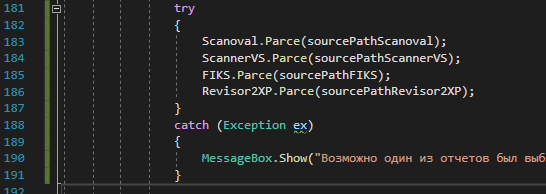 181 try
182 {
183 Scanoval.Parce(sourcePathScanoval);
184 ScannerVS.Parce(sourcePathScannerVS);
185 FIKS.Parce(sourcePathFIKS);
186 Revisor2XP.Parce(sourcePathRevisor2XP);
187 }
188 catch (Exception ex)
189 {
190 MessageBox.Show("Возможно один из отчетов был выб
191 }
192